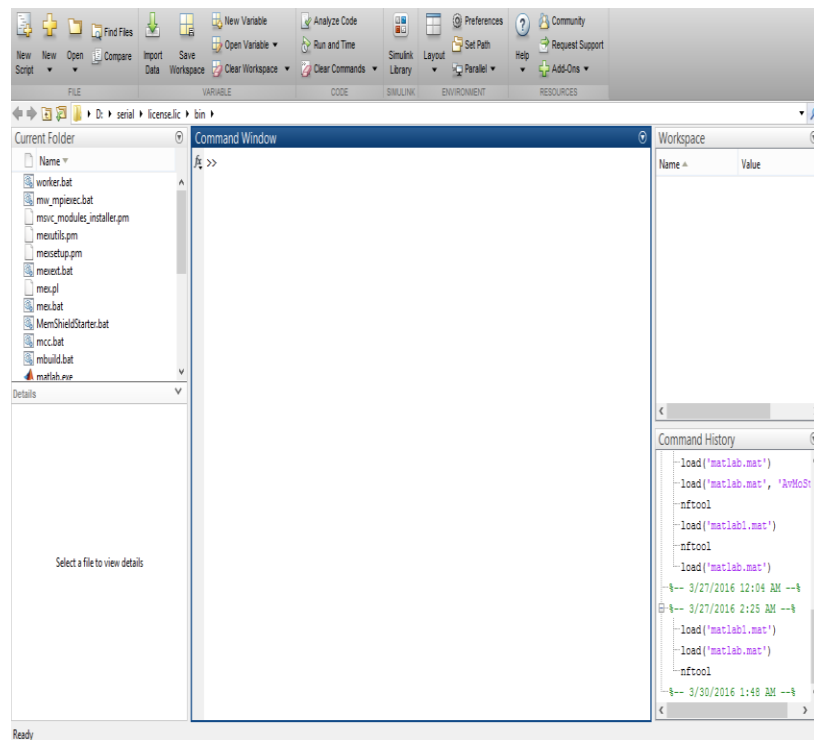 New Script
New
Open
Find Files
Compare
Import Data
Save Workspace
New Variable
Open Variable
Clear Workspace
Analyze Code
Run and Time
Clear Commands
Simulink Library
Layout
Preferences
Set Path
Parallel
Help
Community
Request Support
Add-Ons
FILE
VARIABLE
CODE
SIMULINK
ENVIRONMENT
RESOURCES
D: serial license.lic bin
Current Folder
Name
worker.bat
mw_mpiexec.bat
msvc_modules_installer.pm
mexutils.pm
mexsetup.pm
mexext.bat
mex.pl
mex.bat
MemShieldStarter.bat
mcc.bat
mbuild.bat
matlab.exe
Details
Select a file to view details
Command Window
fx >>
Workspace
Name Value
Command History
load('matlab.mat')
load('matlab.mat', 'AvMoSt
nftool
load('matlab1.mat')
nftool
load('matlab.mat')
%-- 3/27/2016 12:04 AM --%
%-- 3/27/2016 2:25 AM --%
load('matlab1.mat')
load('matlab.mat')
nftool
%-- 3/30/2016 1:48 AM --%
Ready